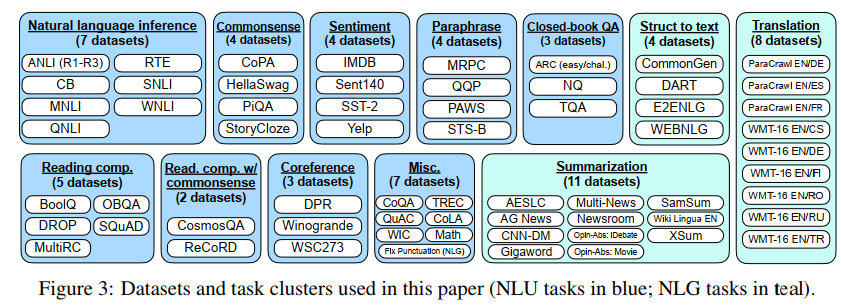 Natural language inference
(7 datasets)
ANLI (R1-R3)
RTE
CB
SNLI
MNLI
WNLI
QNLI
Commonsense
(4 datasets)
CoPA
HellaSwag
PiQA
StoryCloze
Sentiment
(4 datasets)
IMDB
Sent140
SST-2
Yelp
Paraphrase
(4 datasets)
MRPC
QQP
PAWS
STS-B
Closed-book QA
(3 datasets)
ARC (easy/chal.)
NQ
TQA
Struct to text
(4 datasets)
CommonGen
DART
E2ENLG
WEBNLG
Translation
(8 datasets)
ParaCrawl EN/DE
ParaCrawl EN/ES
ParaCrawl EN/FR
WMT-16 EN/CS
WMT-16 EN/DE
WMT-16 EN/FI
WMT-16 EN/RO
WMT-16 EN/RU
WMT-16 EN/TR
Reading comp.
(5 datasets)
BoolQ
OBQA
DROP
SQuAD
MultiRC
Read. comp. w/
commonsense
(2 datasets)
CosmosQA
ReCoRD
Coreference
(3 datasets)
DPR
Winogrande
WSC273
Misc.
(7 datasets)
CoQA
TREC
QuAC
CoLA
WIC
Math
Fix Punctuation (NLG)
Summarization
(11 datasets)
AESLC
Multi-News
SamSum
AG News
Newsroom
Wiki Lingua EN
CNN-DM
Opin-Abs: iDebate
XSum
Gigaword
Opin-Abs: Movie
Figure 3: Datasets and task clusters used in this paper (NLU tasks in blue; NLG tasks in teal).